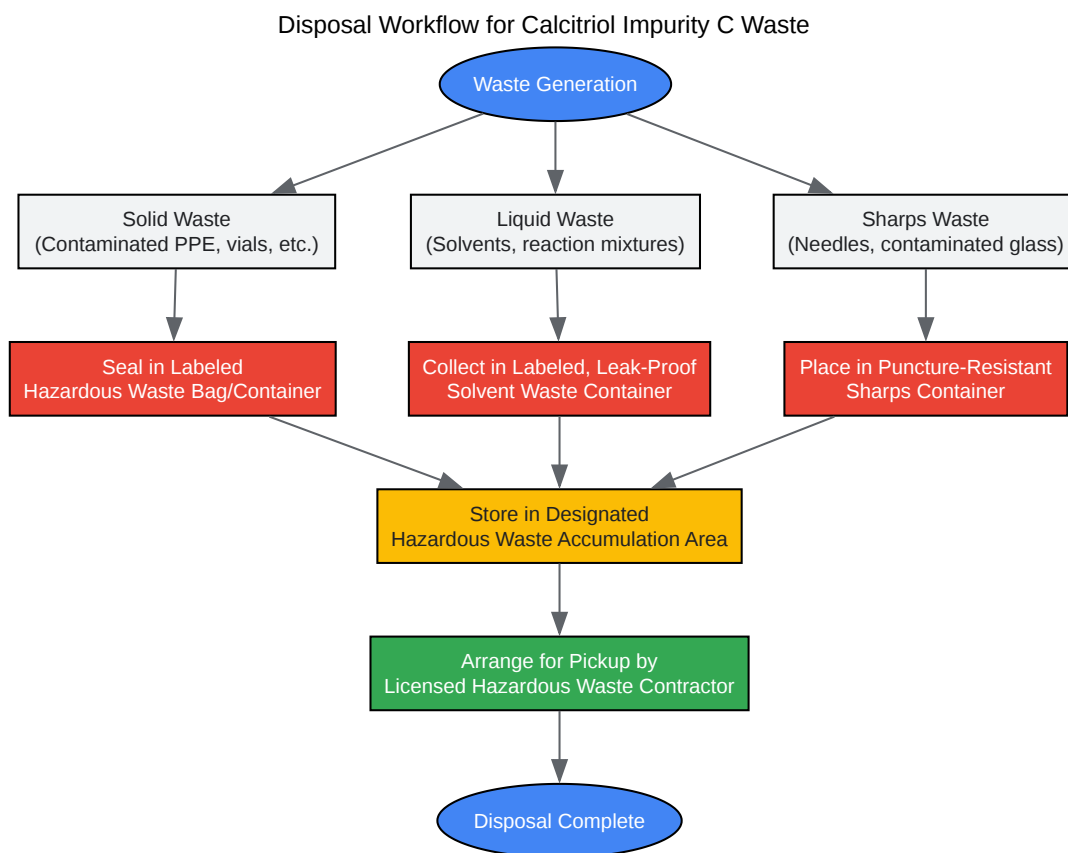 Disposal Workflow for Calcitriol Impurity C Waste
Waste Generation
Solid Waste
(Contaminated PPE, vials, etc.)
Liquid Waste
(Solvents, reaction mixtures)
Sharps Waste
(Needles, contaminated glass)
Seal in Labeled
Hazardous Waste Bag/Container
Collect in Labeled, Leak-Proof
Solvent Waste Container
Place in Puncture-Resistant
Sharps Container
Store in Designated
Hazardous Waste Accumulation Area
Arrange for Pickup by
Licensed Hazardous Waste Contractor
Disposal Complete